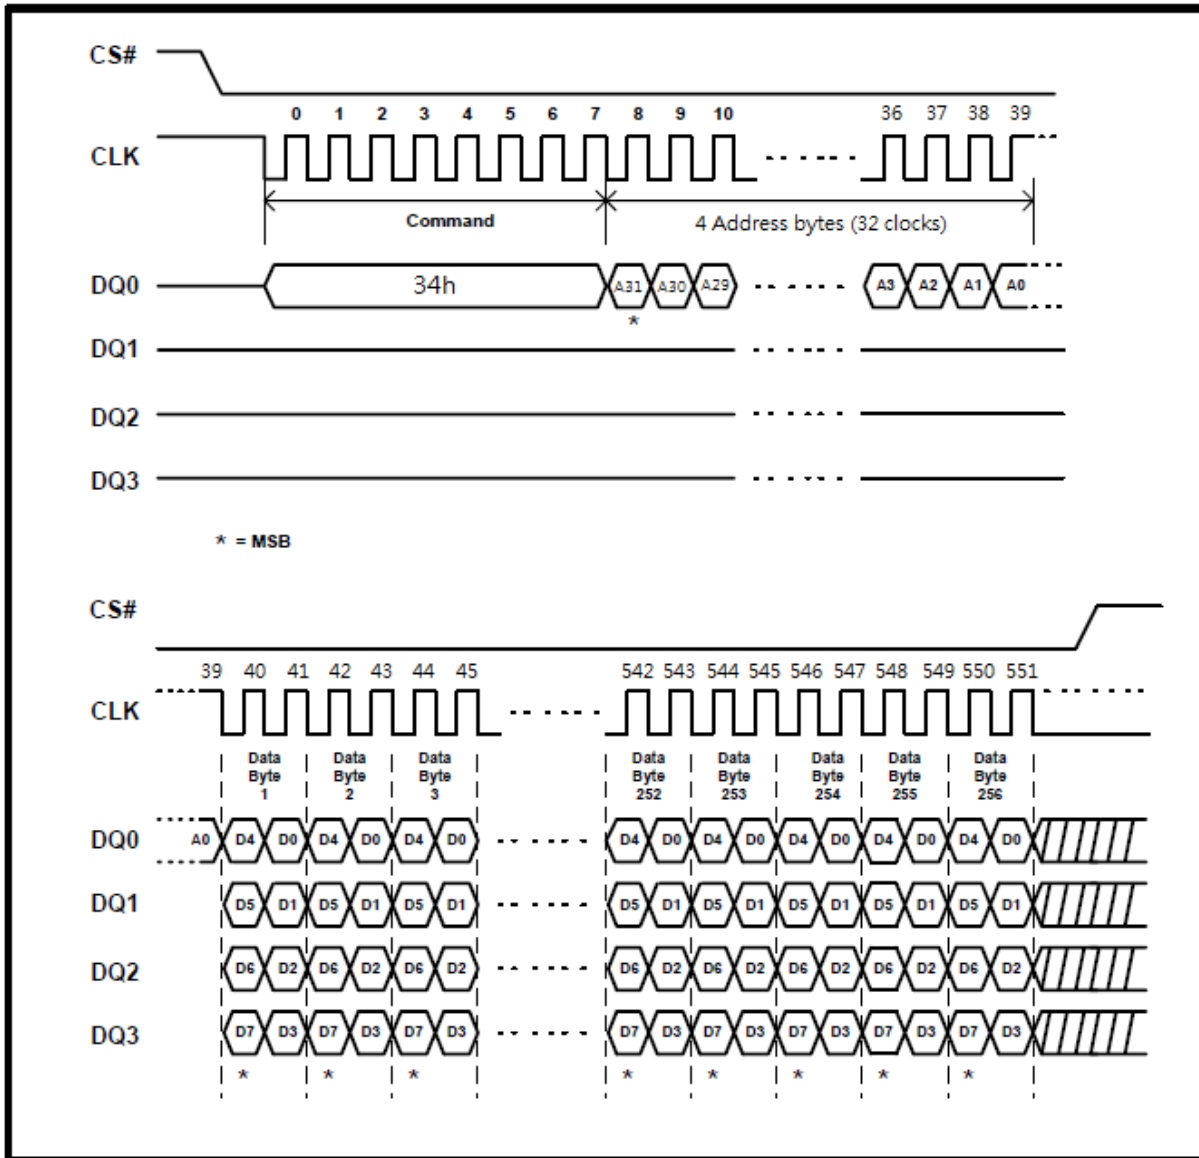 CS#
0 1 2 3 4 5 6 7 8 9 10 36 37 38 39
CLK
Command 4 Address bytes (32 clocks)
DQ0 34h A31 A30 A29 A3 A2 A1 A0
*
DQ1
DQ2
DQ3
* = MSB
CS#
39 40 41 42 43 44 45 542 543 544 545 546 547 548 549 550 551
CLK
Data Data Data Data Data Data Data Data
Byte Byte Byte Byte Byte Byte Byte Byte
1 2 3 252 253 254 255 256
DQ0 A0 D4 D0 D4 D0 D4 D0 D4 D0 D4 D0 D4 D0 D4 D0 D4 D0
DQ1 D5 D1 D5 D1 D5 D1 D5 D1 D5 D1 D5 D1 D5 D1 D5 D1
DQ2 D6 D2 D6 D2 D6 D2 D6 D2 D6 D2 D6 D2 D6 D2 D6 D2
DQ3 D7 D3 D7 D3 D7 D3 D7 D3 D7 D3 D7 D3 D7 D3 D7 D3
* * * * * * * *